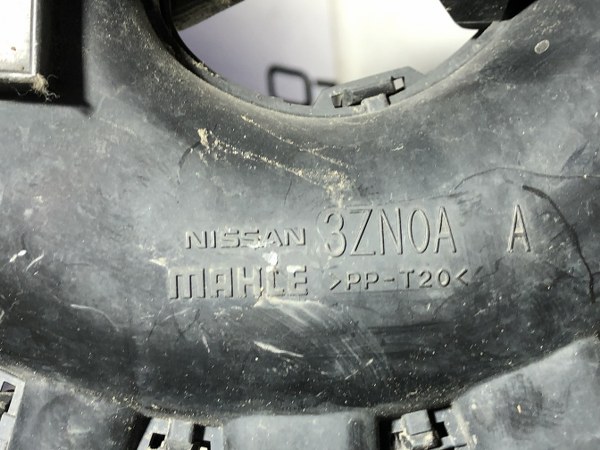 NISSAN 3ZN0A A
MAHLE >PP-T20<